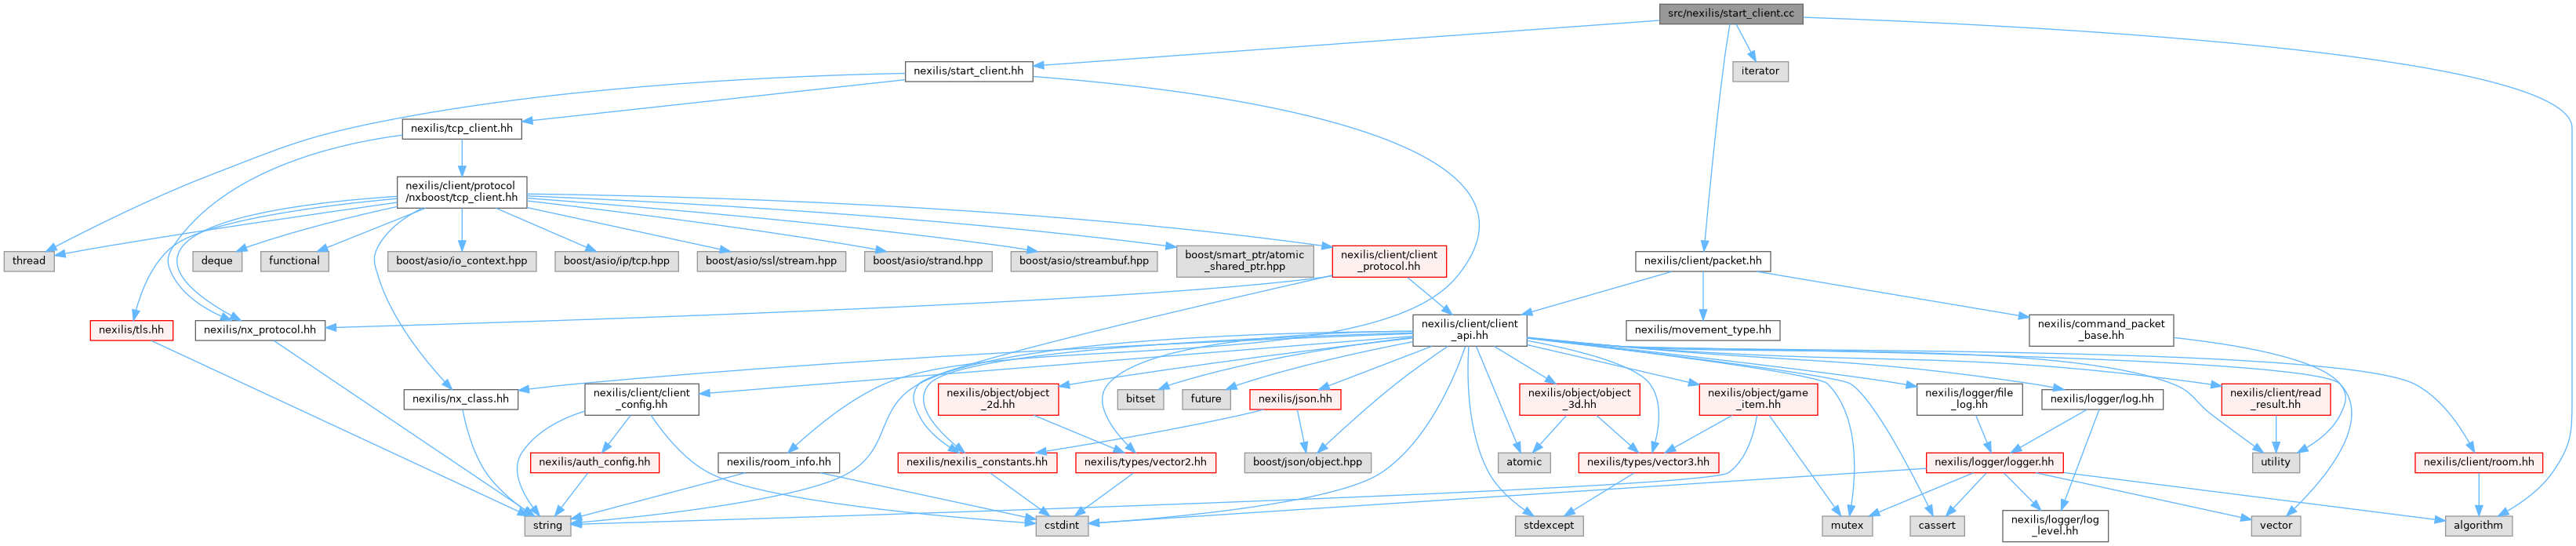 src/nexilis/start_client.cc
nexilis/start_client.hh
iterator
nexilis/tcp_client.hh
nexilis/client/protocol
/nxboost/tcp_client.hh
thread
deque
functional
boost/asio/io_context.hpp
boost/asio/ip/tcp.hpp
boost/asio/ssl/stream.hpp
boost/asio/strand.hpp
boost/asio/streambuf.hpp
boost/smart_ptr/atomic
_shared_ptr.hpp
nexilis/client/client
_protocol.hh
nexilis/client/packet.hh
nexilis/tls.hh
nexilis/nx_protocol.hh
nexilis/client/client
_api.hh
nexilis/movement_type.hh
nexilis/command_packet
_base.hh
nexilis/nx_class.hh
nexilis/client/client
_config.hh
nexilis/object/object
_2d.hh
bitset
future
nexilis/json.hh
nexilis/object/object
_3d.hh
nexilis/object/game
_item.hh
nexilis/logger/file
_log.hh
nexilis/logger/log.hh
nexilis/client/read
_result.hh
nexilis/auth_config.hh
nexilis/room_info.hh
nexilis/nexilis_constants.hh
nexilis/types/vector2.hh
boost/json/object.hpp
atomic
nexilis/types/vector3.hh
nexilis/logger/logger.hh
utility
nexilis/client/room.hh
string
cstdint
stdexcept
mutex
cassert
nexilis/logger/log
_level.hh
vector
algorithm